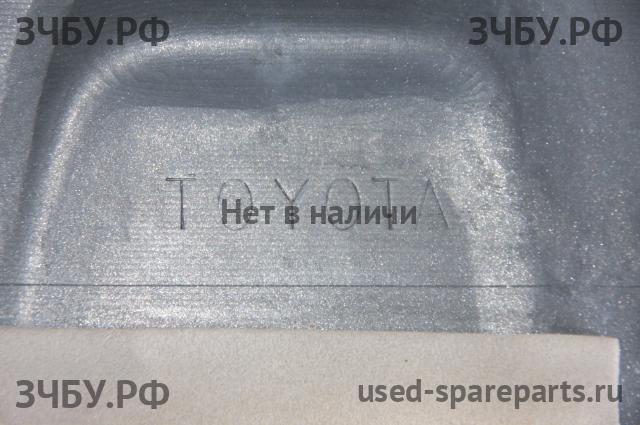 ЗЧБУ.РФ ЗЧБУ.РФ
TOYOTA
Нет в наличи
ЗЧБУ.РФ used-spareparts.ru